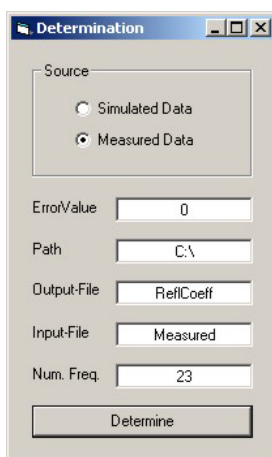 Determination
Source
Simulated Data
Measured Data
ErrorValue 0
Path C:\
Output-File ReflCoeff
Input-File Measured
Num. Freq. 23
Determine